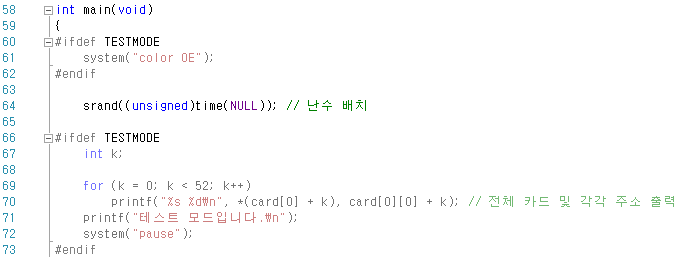 58 int main(void)
59 {
60 #ifdef TESTMODE
61 system("color 0E");
62 #endif
63
64 srand((unsigned)time(NULL)); // 난수 배치
65
66 #ifdef TESTMODE
67 int k;
68
69 for (k = 0; k < 52; k++)
70 printf("%s %d₩n", *(card[0] + k), card[0][0] + k); // 전체 카드 및 각각 주소 출력
71 printf("테스트 모드입니다.₩n");
72 system("pause");
73 #endif